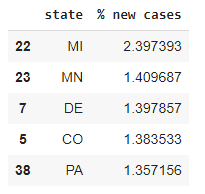 state % new cases
22 MI 2.397393
23 MN 1.409687
7 DE 1.397857
5 CO 1.383533
38 PA 1.357156